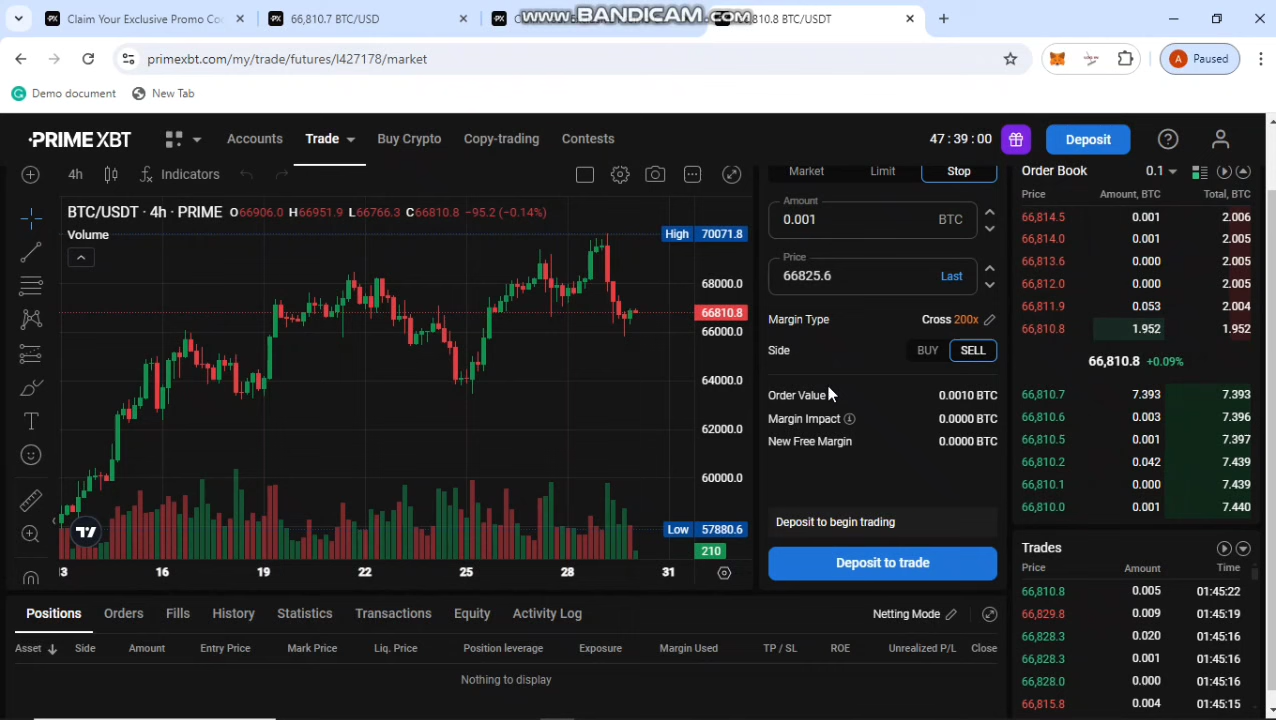 Claim Your Exclusive Promo Co
66,810.7 BTC/USD
www.BANDICAM.com
10.8 BTC/USDT
primexbt.com/my/trade/futures/I427178/market
A Paused
Demo document
New Tab
PRIME XBT
Accounts
Trade
Buy Crypto
Copy-trading
Contests
47 : 39 : 00
Deposit
4h
Indicators
Market
Limit
Stop
Order Book
0.1
BTC/USDT · 4h · PRIME O66906.0 H66951.9 L66766.3 C66810.8 −95.2 (−0.14%)
Volume
High 70071.8
68000.0
66810.8
66000.0
64000.0
62000.0
60000.0
Low 57880.6
210
3 16 19 22 25 28 31
Amount
0.001 BTC
Price
66825.6 Last
Margin Type Cross 200x
Side BUY SELL
Order Value 0.0010 BTC
Margin Impact 0.0000 BTC
New Free Margin 0.0000 BTC
Deposit to begin trading
Deposit to trade
Price Amount, BTC Total, BTC
66,814.5 0.001 2.006
66,814.0 0.001 2.005
66,813.6 0.000 2.005
66,812.0 0.000 2.005
66,811.9 0.053 2.004
66,810.8 1.952 1.952
66,810.8 +0.09%
66,810.7 7.393 7.393
66,810.6 0.003 7.396
66,810.5 0.001 7.397
66,810.2 0.042 7.439
66,810.1 0.000 7.439
66,810.0 0.001 7.440
Trades
Price Amount Time
66,810.8 0.005 01:45:22
66,829.8 0.009 01:45:19
66,828.3 0.020 01:45:16
66,828.3 0.001 01:45:16
66,828.0 0.000 01:45:16
66,815.8 0.004 01:45:15
Positions Orders Fills History Statistics Transactions Equity Activity Log
Netting Mode
Asset Side Amount Entry Price Mark Price Liq. Price Position leverage Exposure Margin Used TP / SL ROE Unrealized P/L Close
Nothing to display